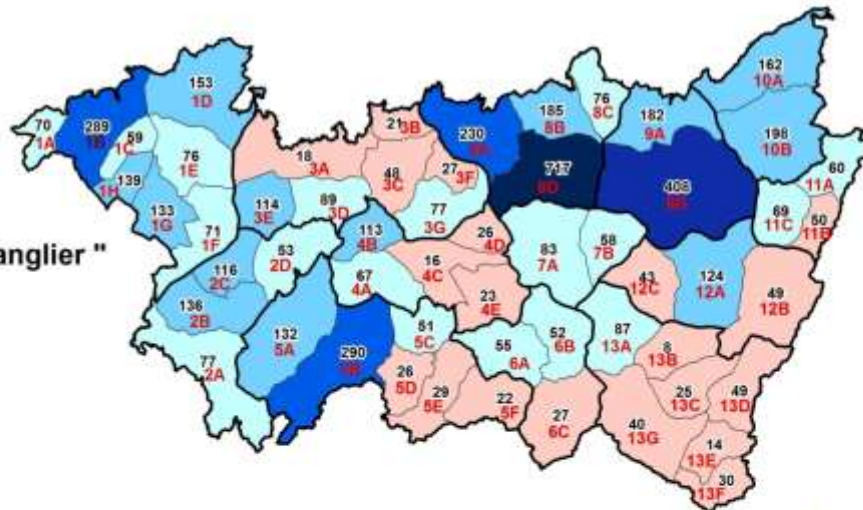 153
1D
162
10A
70
1A
289
1B
59
1C
76
1E
139
1H
133
1G
71
1F
21 3B
18
3A
48
3C
27
3F
230
185
8B
76
8C
182
9A
198
10B
717
8D
408
60
11A
69
11C
50
11B
114
3E
89
3D
77
3G
anglier "
116
2C
53
2D
113
4B
26
4D
16
4C
67
4A
23
4E
83
7A
58
7B
43
12C
124
12A
49
12B
136
2B
77
2A
132
5A
290
51
5C
26
5D
29
5E
22
5F
55
6A
52
6B
27
6C
87
13A
8
13B
25
13C
49
13D
40
13G
14
13E
30
13F